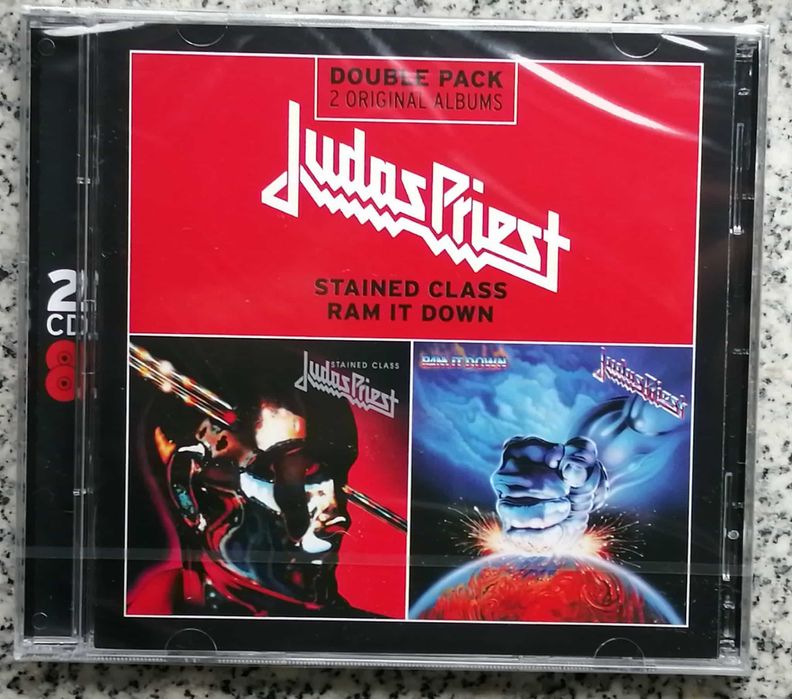 DOUBLE PACK
2 ORIGINAL ALBUMS
Judas Priest
STAINED CLASS
RAM IT DOWN
2
CD
STAINED CLASS
Judas Priest
RAM IT DOWN
Judas Priest